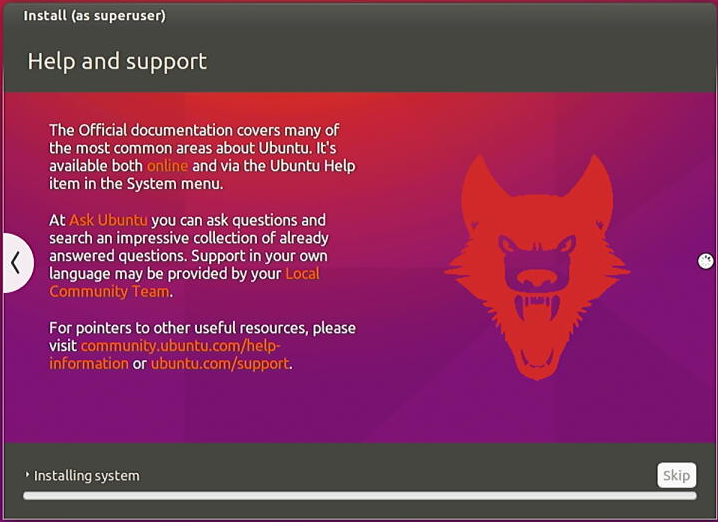 Install (as superuser)
Help and support
The Official documentation covers many of
the most common areas about Ubuntu. It's
available both online and via the Ubuntu Help
item in the System menu.
At Ask Ubuntu you can ask questions and
search an impressive collection of already
answered questions. Support in your own
language may be provided by your Local
Community Team.
For pointers to other useful resources, please
visit community.ubuntu.com/help-
information or ubuntu.com/support.
Installing system
Skip